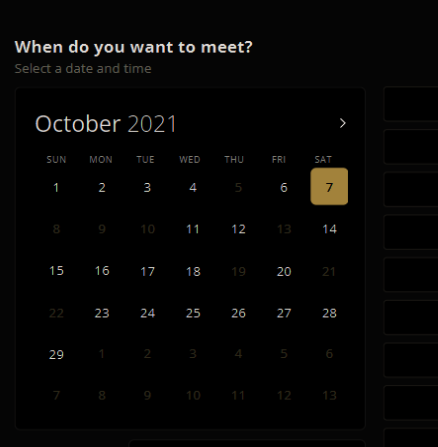 When do you want to meet?
Select a date and time
October 2021
SUN MON TUE WED THU FRI SAT
1 2 3 4 5 6 7
8 9 10 11 12 13 14
15 16 17 18 19 20 21
22 23 24 25 26 27 28
29 1 2 3 4 5 6
7 8 9 10 11 12 13